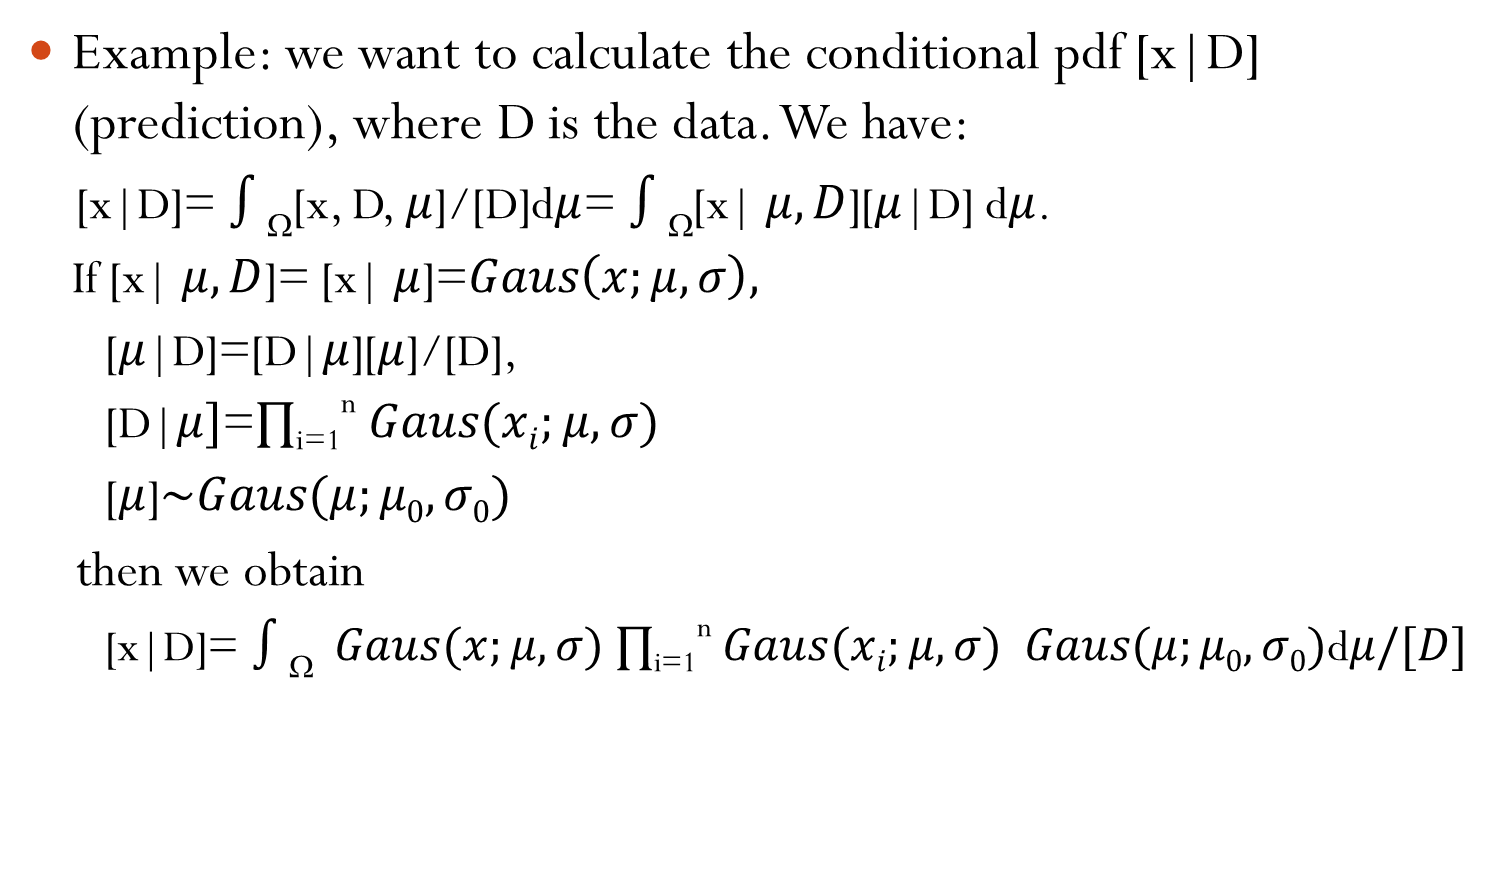 • Example: we want to calculate the conditional pdf [x|D]
(prediction), where D is the data. We have:
[x|D]= ∫ Ω[x, D, μ]/[D]dμ= ∫ Ω[x| μ, D][μ|D] dμ.
If [x| μ, D]= [x| μ]=Gaus(x; μ, σ),
[μ|D]=[D|μ][μ]/[D],
[D|μ]=∏i=1ⁿ Gaus(xᵢ; μ, σ)
[μ]~Gaus(μ; μ₀, σ₀)
then we obtain
[x|D]= ∫ Ω Gaus(x; μ, σ) ∏i=1ⁿ Gaus(xᵢ; μ, σ) Gaus(μ; μ₀, σ₀)dμ/[D]